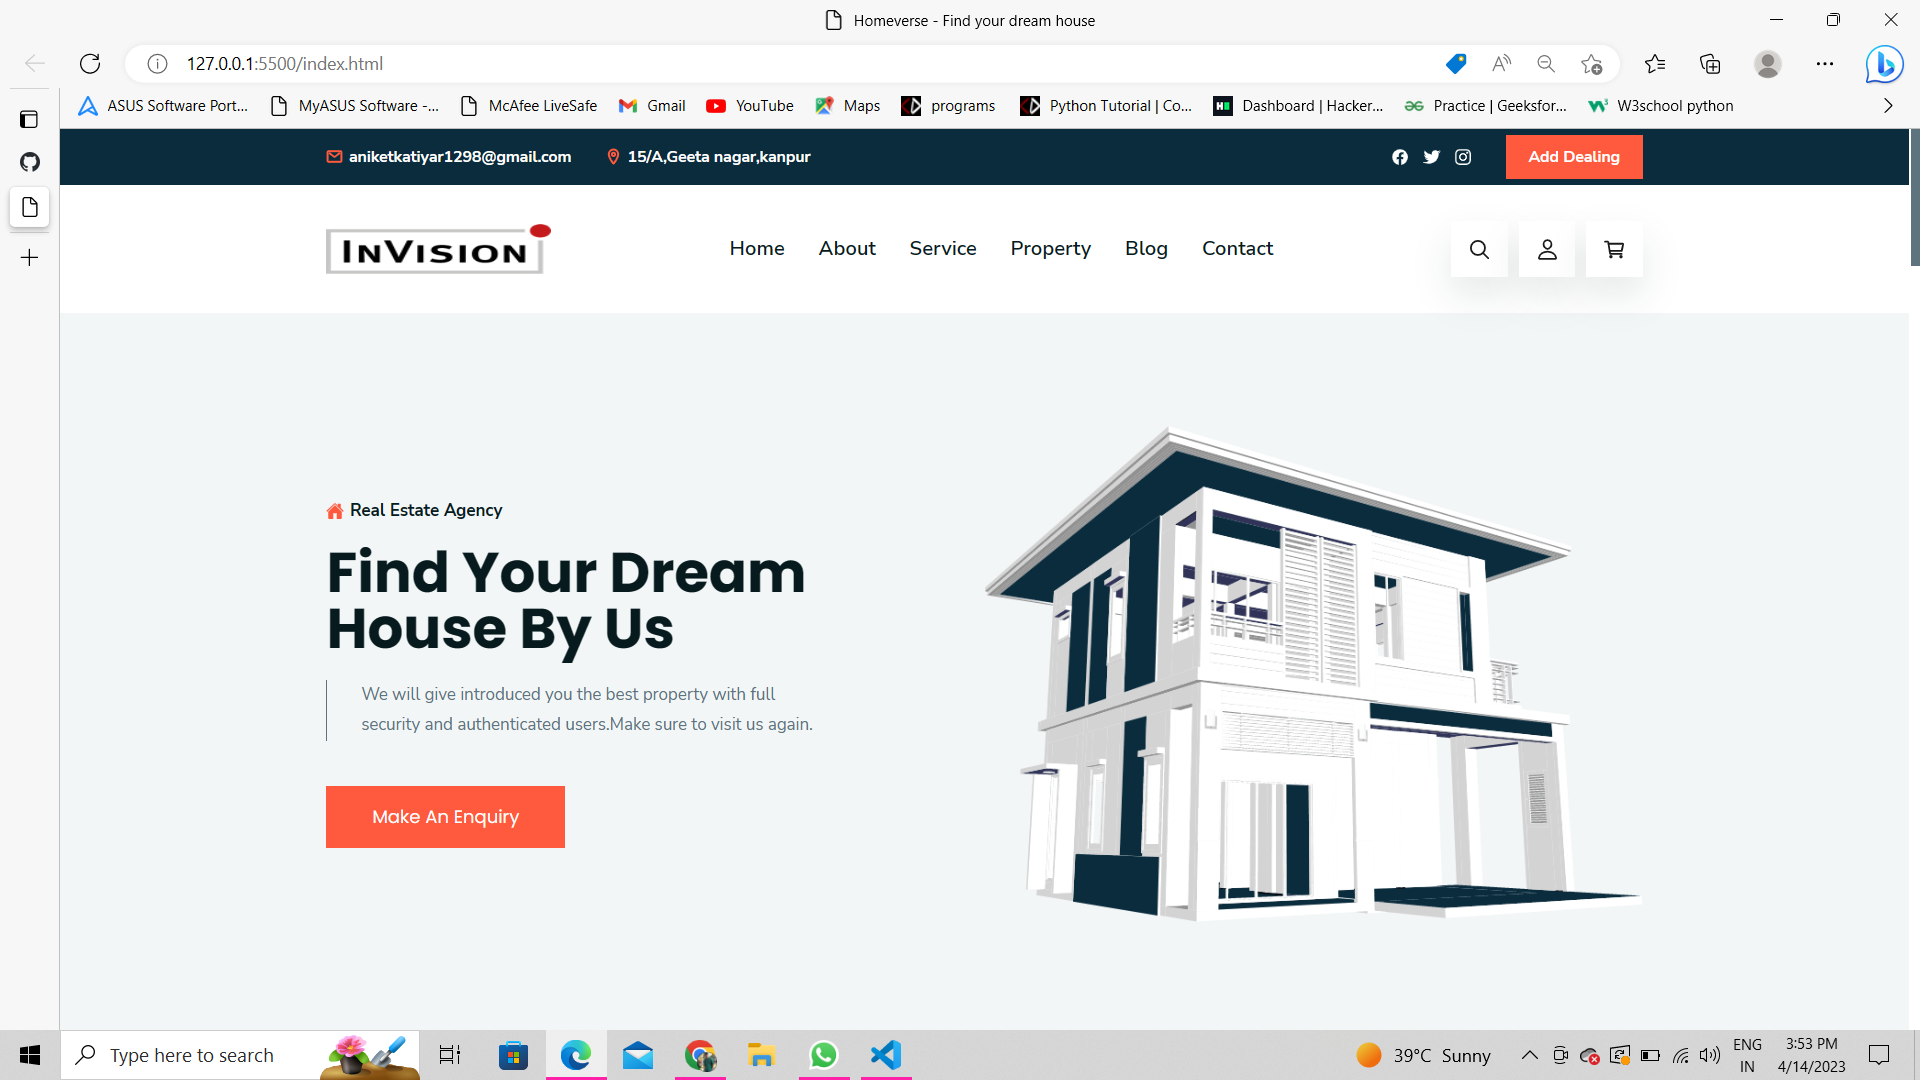 Homeverse - Find your dream house
127.0.0.1:5500/index.html
ASUS Software Port... MyASUS Software -... McAfee LiveSafe Gmail YouTube Maps programs Python Tutorial | Co... Dashboard | Hacker... Practice | Geeksfor... W3school python
aniketkatiyar1298@gmail.com 15/A,Geeta nagar,kanpur Add Dealing
INVISION Home About Service Property Blog Contact
Real Estate Agency
Find Your Dream
House By Us
We will give introduced you the best property with full
security and authenticated users.Make sure to visit us again.
Make An Enquiry
Type here to search 39°C Sunny
ENG
IN
3:53 PM
4/14/2023